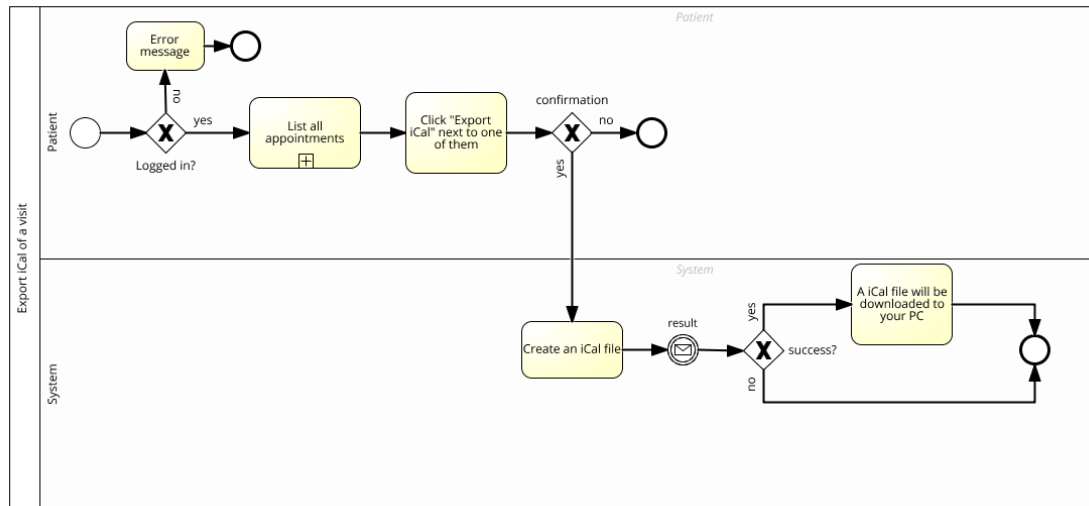 Patient
Error
message
no
confirmation
Click "Export
iCal" next to one
of them
yes
no
List all
appointments
Patient
Logged in?
yes
Export iCal of a visit
System
A iCal file will be
downloaded to
your PC
yes
result
Create an iCal file
success?
no
System